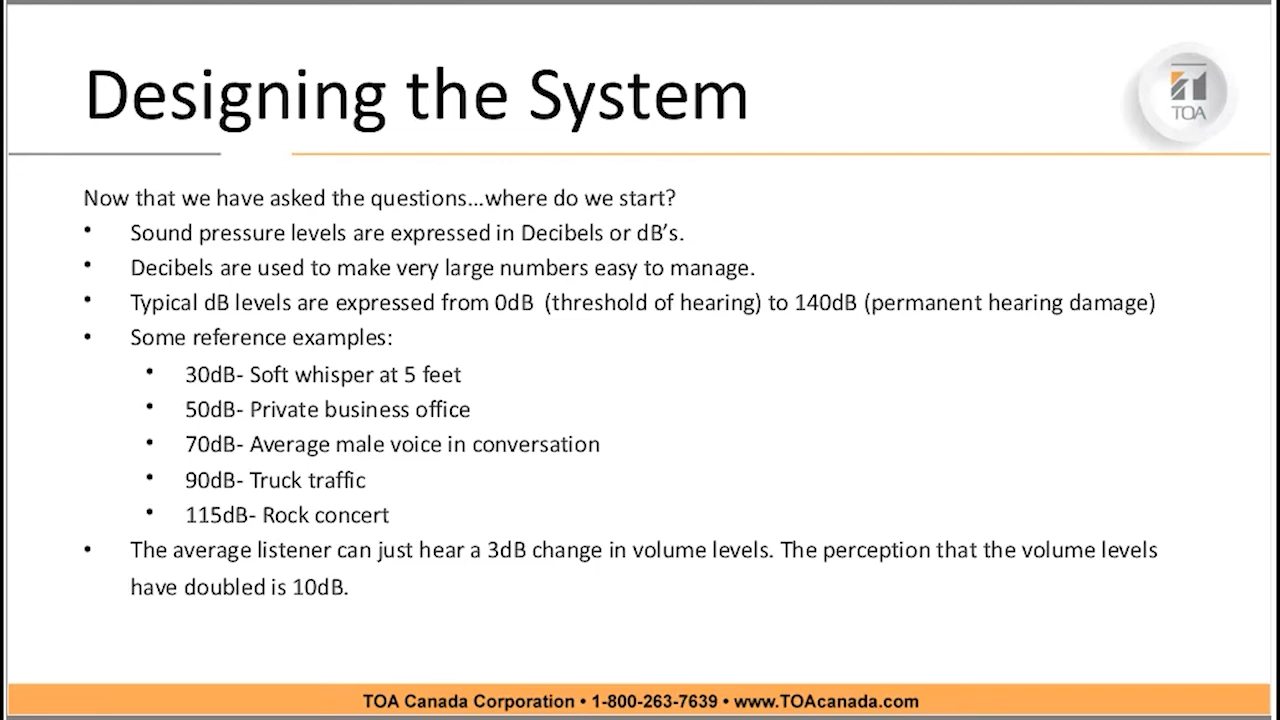 Designing the System
TOA
Now that we have asked the questions...where do we start?
• Sound pressure levels are expressed in Decibels or dB's.
• Decibels are used to make very large numbers easy to manage.
• Typical dB levels are expressed from 0dB (threshold of hearing) to 140dB (permanent hearing damage)
• Some reference examples:
• 30dB- Soft whisper at 5 feet
• 50dB- Private business office
• 70dB- Average male voice in conversation
• 90dB- Truck traffic
• 115dB- Rock concert
• The average listener can just hear a 3dB change in volume levels. The perception that the volume levels
have doubled is 10dB.
TOA Canada Corporation • 1-800-263-7639 • www.TOAcanada.com